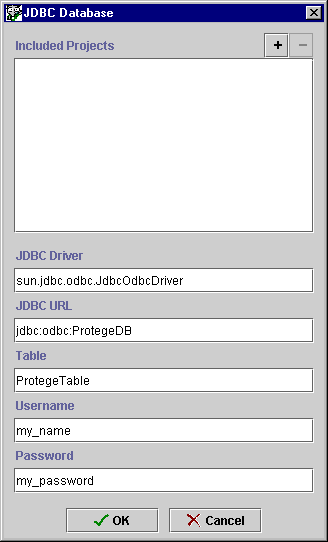 JDBC Database
Included Projects
JDBC Driver
sun.jdbc.odbc.JdbcOdbcDriver
JDBC URL
jdbc:odbc:ProtegeDB
Table
ProtegeTable
Username
my_name
Password
my_password
OK Cancel